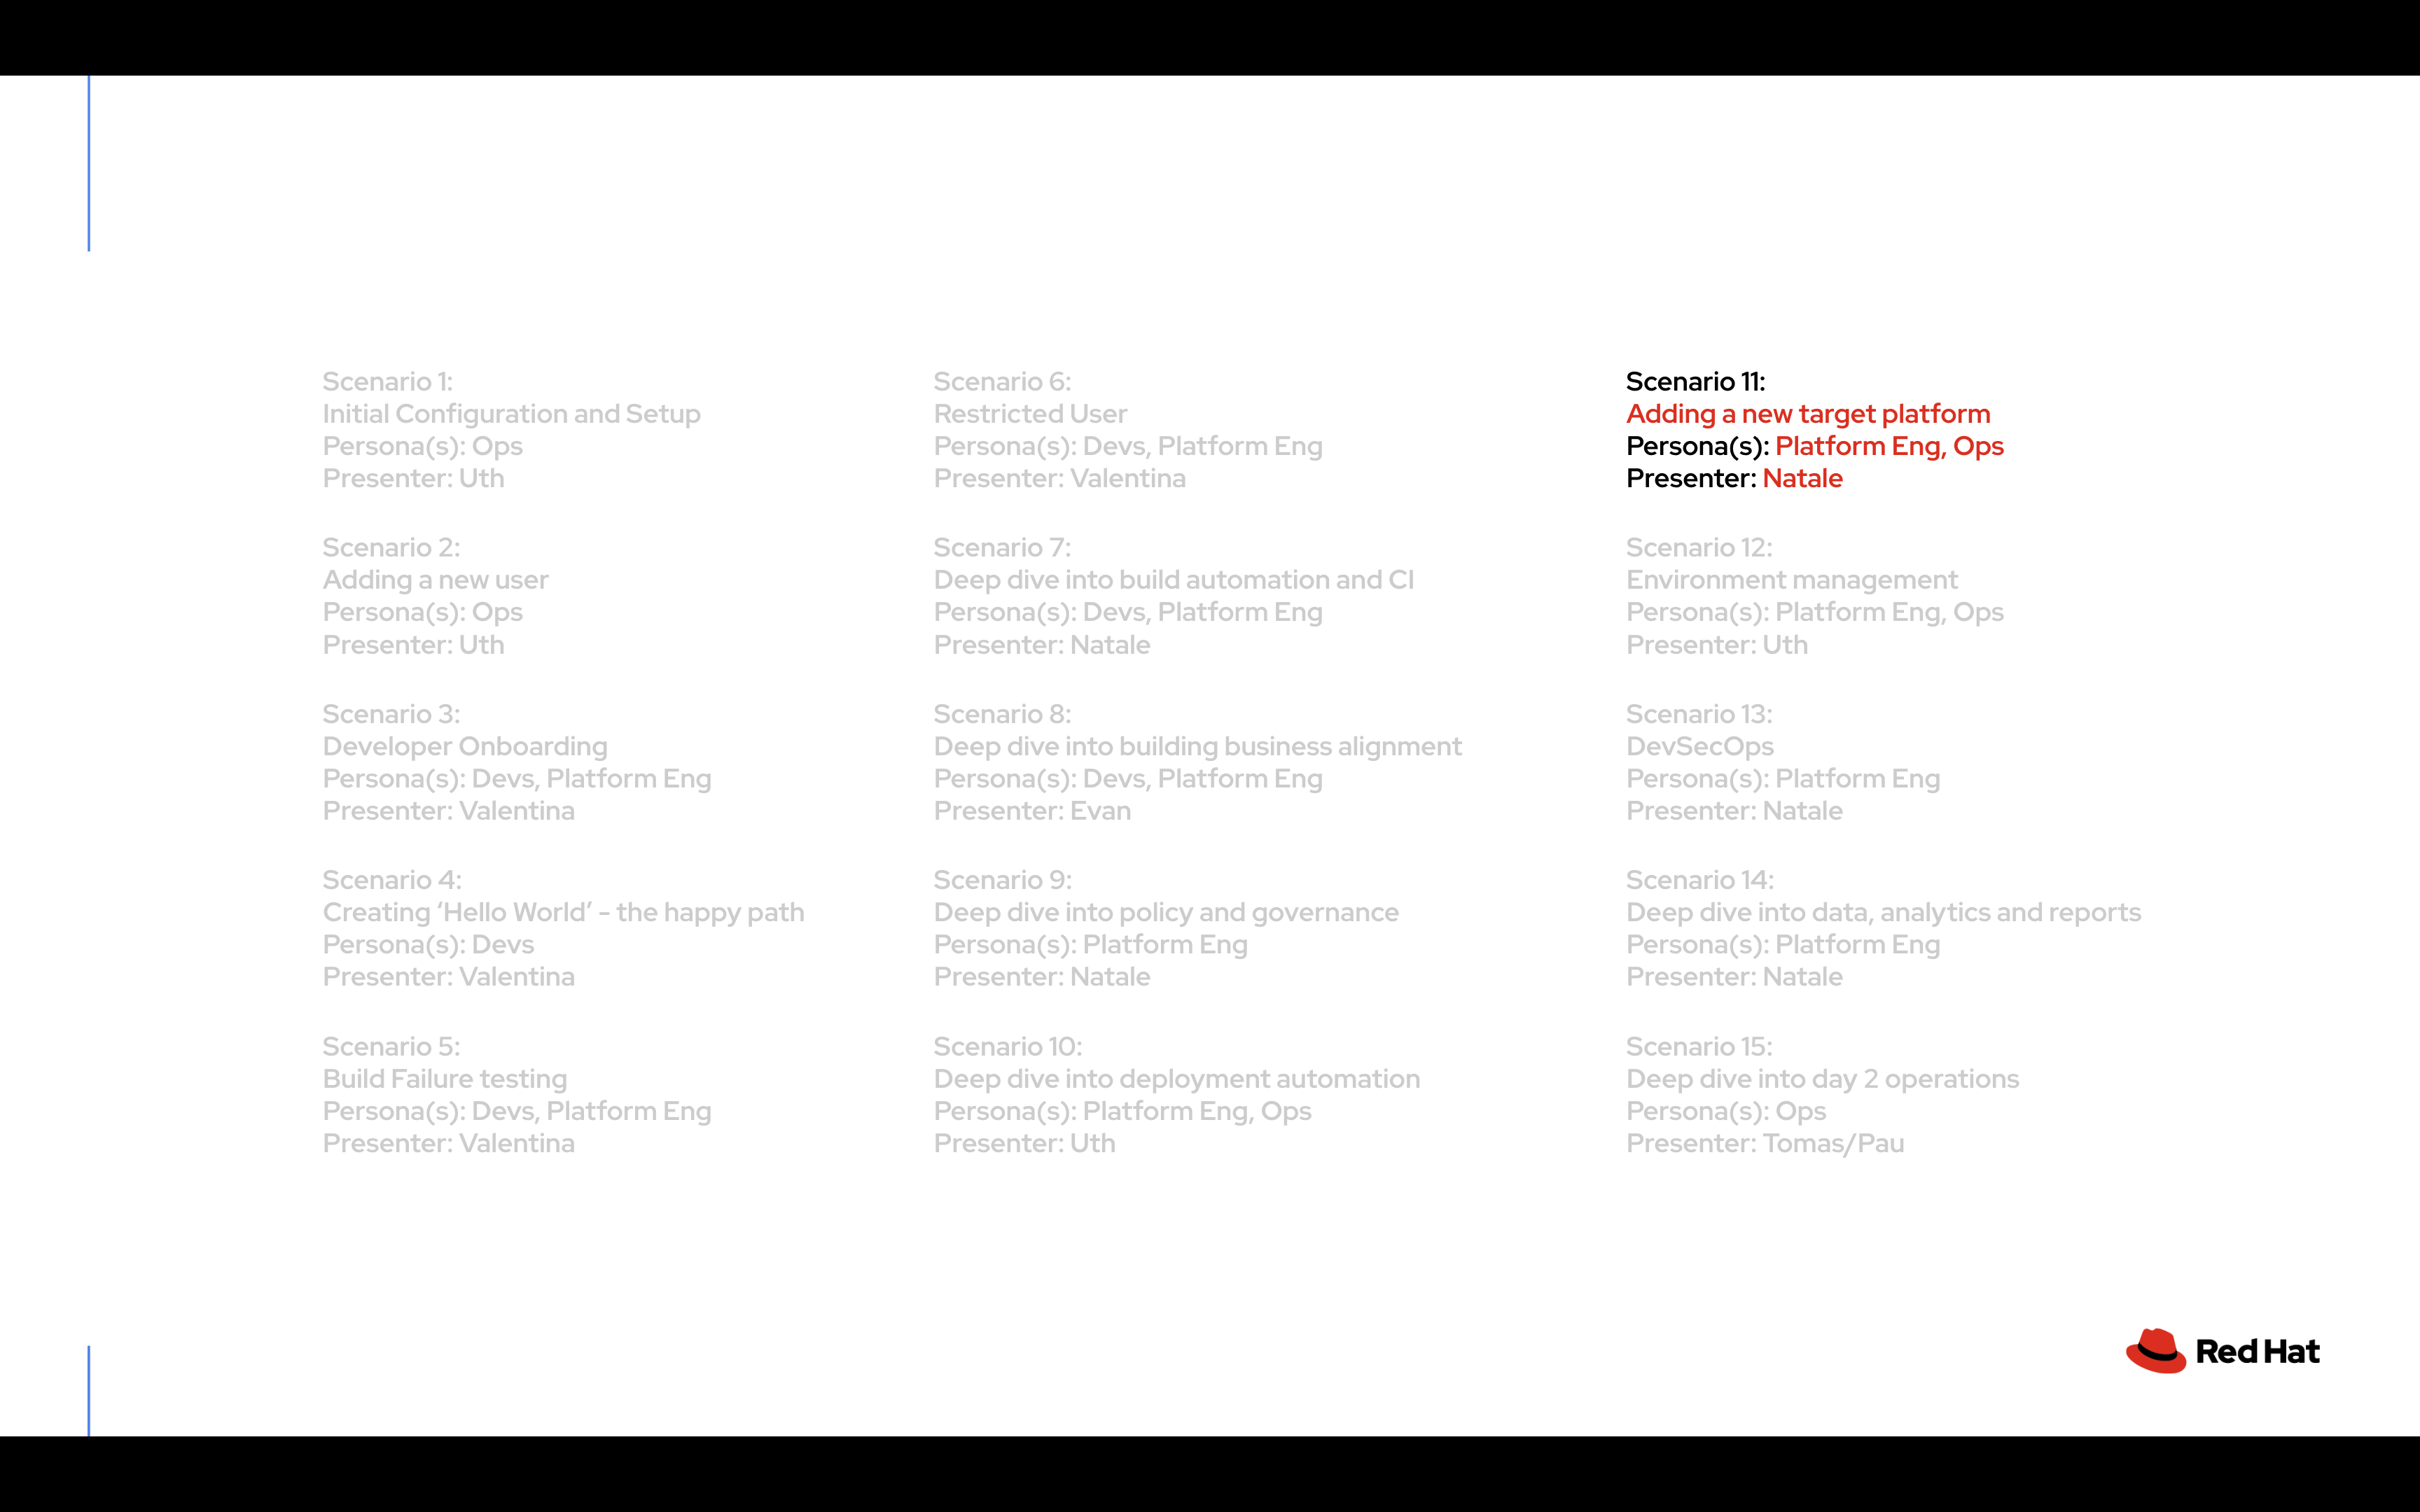 Scenario 1:
Initial Configuration and Setup
Persona(s): Ops
Presenter: Uth
Scenario 2:
Adding a new user
Persona(s): Ops
Presenter: Uth
Scenario 3:
Developer Onboarding
Persona(s): Devs, Platform Eng
Presenter: Valentina
Scenario 4:
Creating ‘Hello World’ - the happy path
Persona(s): Devs
Presenter: Valentina
Scenario 5:
Build Failure testing
Persona(s): Devs, Platform Eng
Presenter: Valentina
Scenario 6:
Restricted User
Persona(s): Devs, Platform Eng
Presenter: Valentina
Scenario 7:
Deep dive into build automation and CI
Persona(s): Devs, Platform Eng
Presenter: Natale
Scenario 8:
Deep dive into building business alignment
Persona(s): Devs, Platform Eng
Presenter: Evan
Scenario 9:
Deep dive into policy and governance
Persona(s): Platform Eng
Presenter: Natale
Scenario 10:
Deep dive into deployment automation
Persona(s): Platform Eng, Ops
Presenter: Uth
Scenario 11:
Adding a new target platform
Persona(s): Platform Eng, Ops
Presenter: Natale
Scenario 12:
Environment management
Persona(s): Platform Eng, Ops
Presenter: Uth
Scenario 13:
DevSecOps
Persona(s): Platform Eng
Presenter: Natale
Scenario 14:
Deep dive into data, analytics and reports
Persona(s): Platform Eng
Presenter: Natale
Scenario 15:
Deep dive into day 2 operations
Persona(s): Ops
Presenter: Tomas/Pau
Red Hat